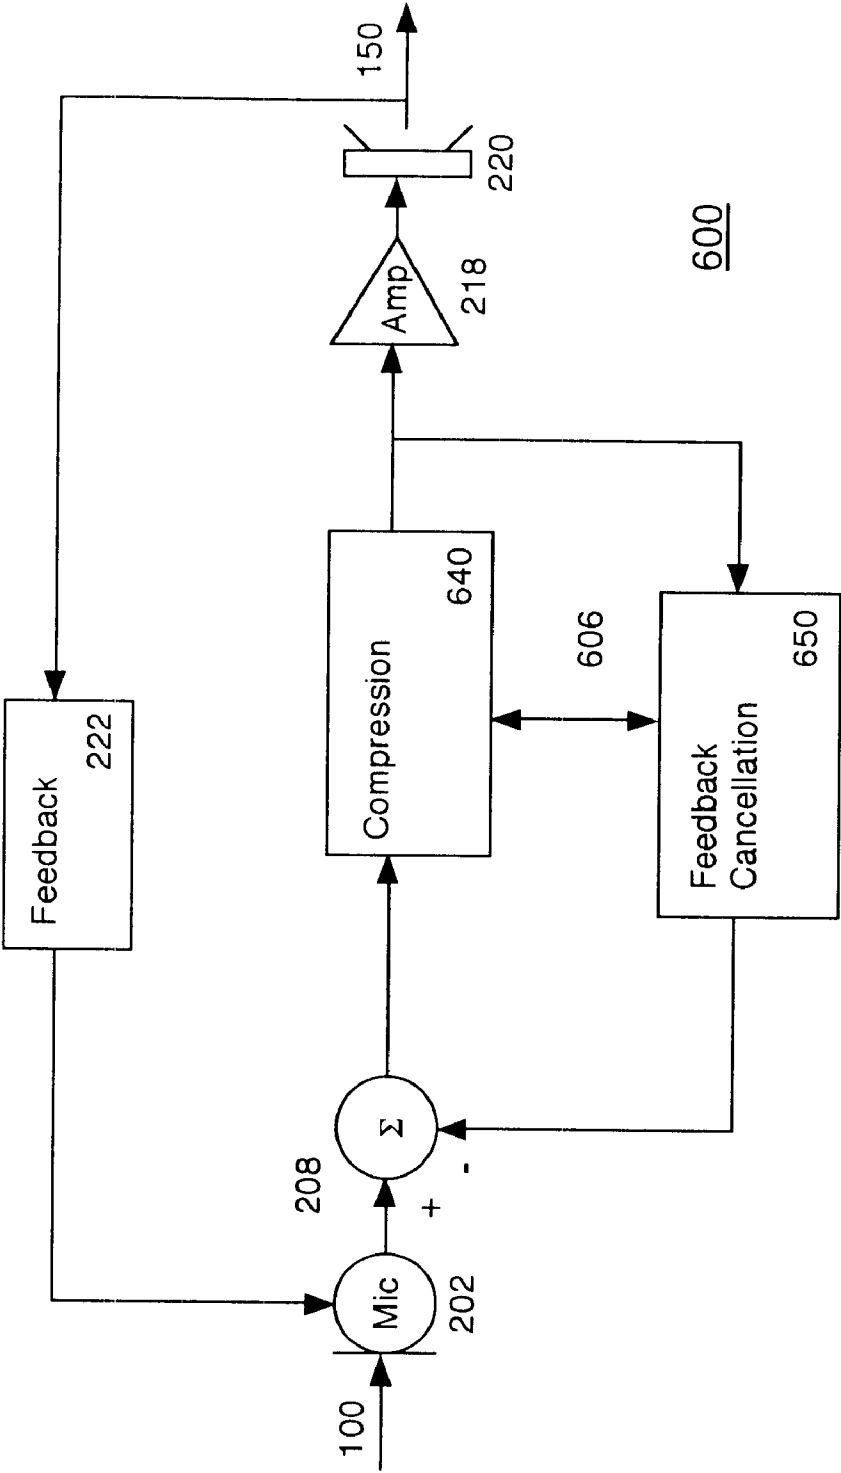 Feedback
222
100
Mic
202
208
+
-
Σ
Compression
640
606
Feedback
Cancellation
650
Amp
218
220
150
600